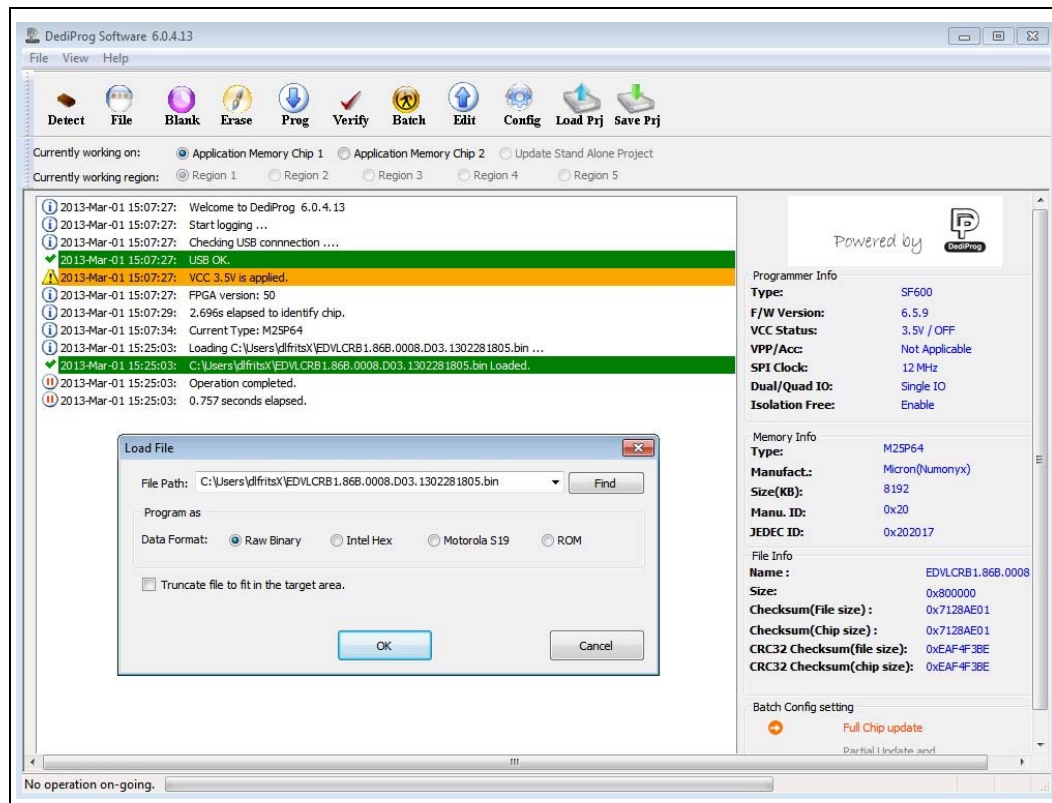 DediProg Software 6.0.4.13
File View Help
Detect File Blank Erase Prog Verify Batch Edit Config Load Prj Save Prj
Currently working on: Application Memory Chip 1 Application Memory Chip 2 Update Stand Alone Project
Currently working region: Region 1 Region 2 Region 3 Region 4 Region 5
2013-Mar-01 15:07:27: Welcome to DediProg 6.0.4.13
2013-Mar-01 15:07:27: Start logging ...
2013-Mar-01 15:07:27: Checking USB connnection ....
2013-Mar-01 15:07:27: USB OK.
2013-Mar-01 15:07:27: VCC 3.5V is applied.
2013-Mar-01 15:07:27: FPGA version: 50
2013-Mar-01 15:07:29: 2.696s elapsed to identify chip.
2013-Mar-01 15:07:34: Current Type: M25P64
2013-Mar-01 15:25:03: Loading C:\Users\dlfritsX\EDVLCRB1.86B.0008.D03.1302281805.bin ...
2013-Mar-01 15:25:03: C:\Users\dlfritsX\EDVLCRB1.86B.0008.D03.1302281805.bin Loaded.
2013-Mar-01 15:25:03: Operation completed.
2013-Mar-01 15:25:03: 0.757 seconds elapsed.
Load File
File Path: C:\Users\dlfritsX\EDVLCRB1.86B.0008.D03.1302281805.bin Find
Program as
Data Format: Raw Binary Intel Hex Motorola S19 ROM
Truncate file to fit in the target area.
OK Cancel
Powered by DediProg
Programmer Info
Type: SF600
F/W Version: 6.5.9
VCC Status: 3.5V / OFF
VPP/Acc: Not Applicable
SPI Clock: 12 MHz
Dual/Quad IO: Single IO
Isolation Free: Enable
Memory Info
Type: M25P64
Manufact.: Micron(Numonyx)
Size(KB): 8192
Manu. ID: 0x20
JEDEC ID: 0x202017
File Info
Name : EDVLCRB1.86B.0008
Size: 0x800000
Checksum(File size) : 0x7128AE01
Checksum(Chip size) : 0x7128AE01
CRC32 Checksum(file size): 0xEAF4F3BE
CRC32 Checksum(chip size): 0xEAF4F3BE
Batch Config setting
Full Chip update
Partial Update and
No operation on-going.